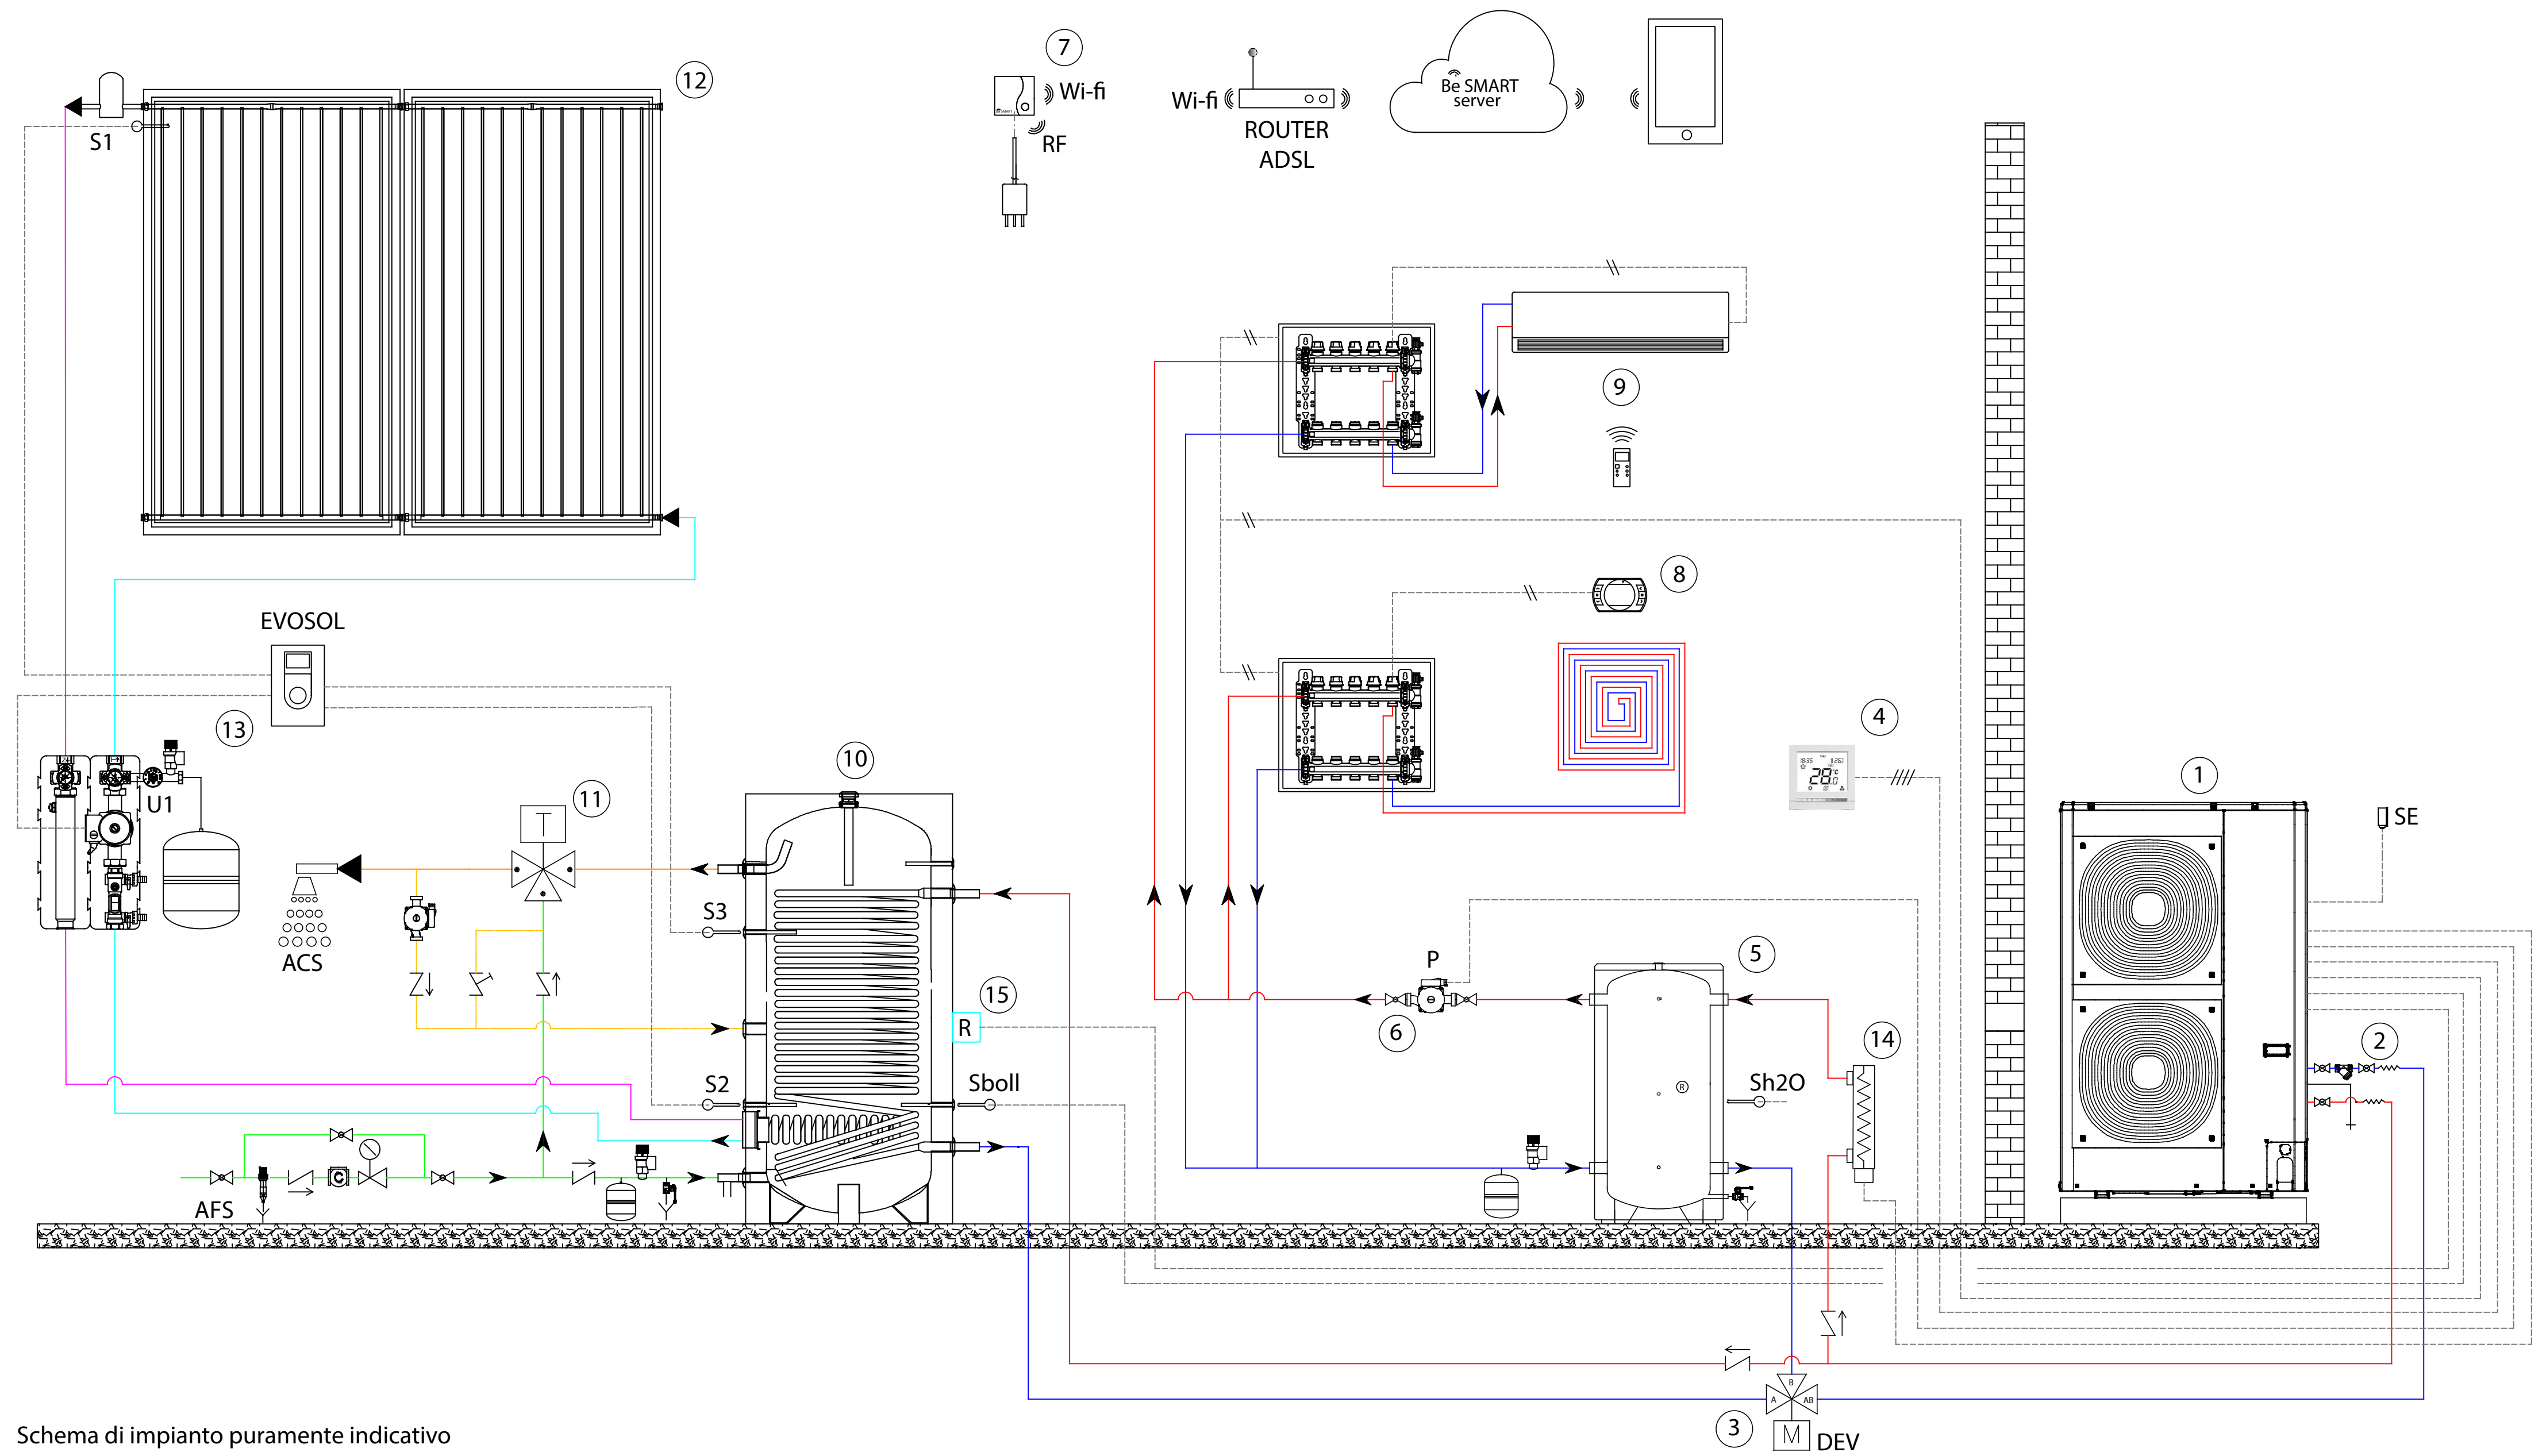 7
12
Wi-fi
S1
RF
Wi-fi
ROUTER
ADSL
Be SMART
server
9
8
EVOSOL
13
4
10
11
1
U1
T
SE
S3
ACS
P
5
6
15
R
14
2
S2
Sboll
R
Sh2O
C
AFS
B
A
AB
3
M
DEV
Schema di impianto puramente indicativo